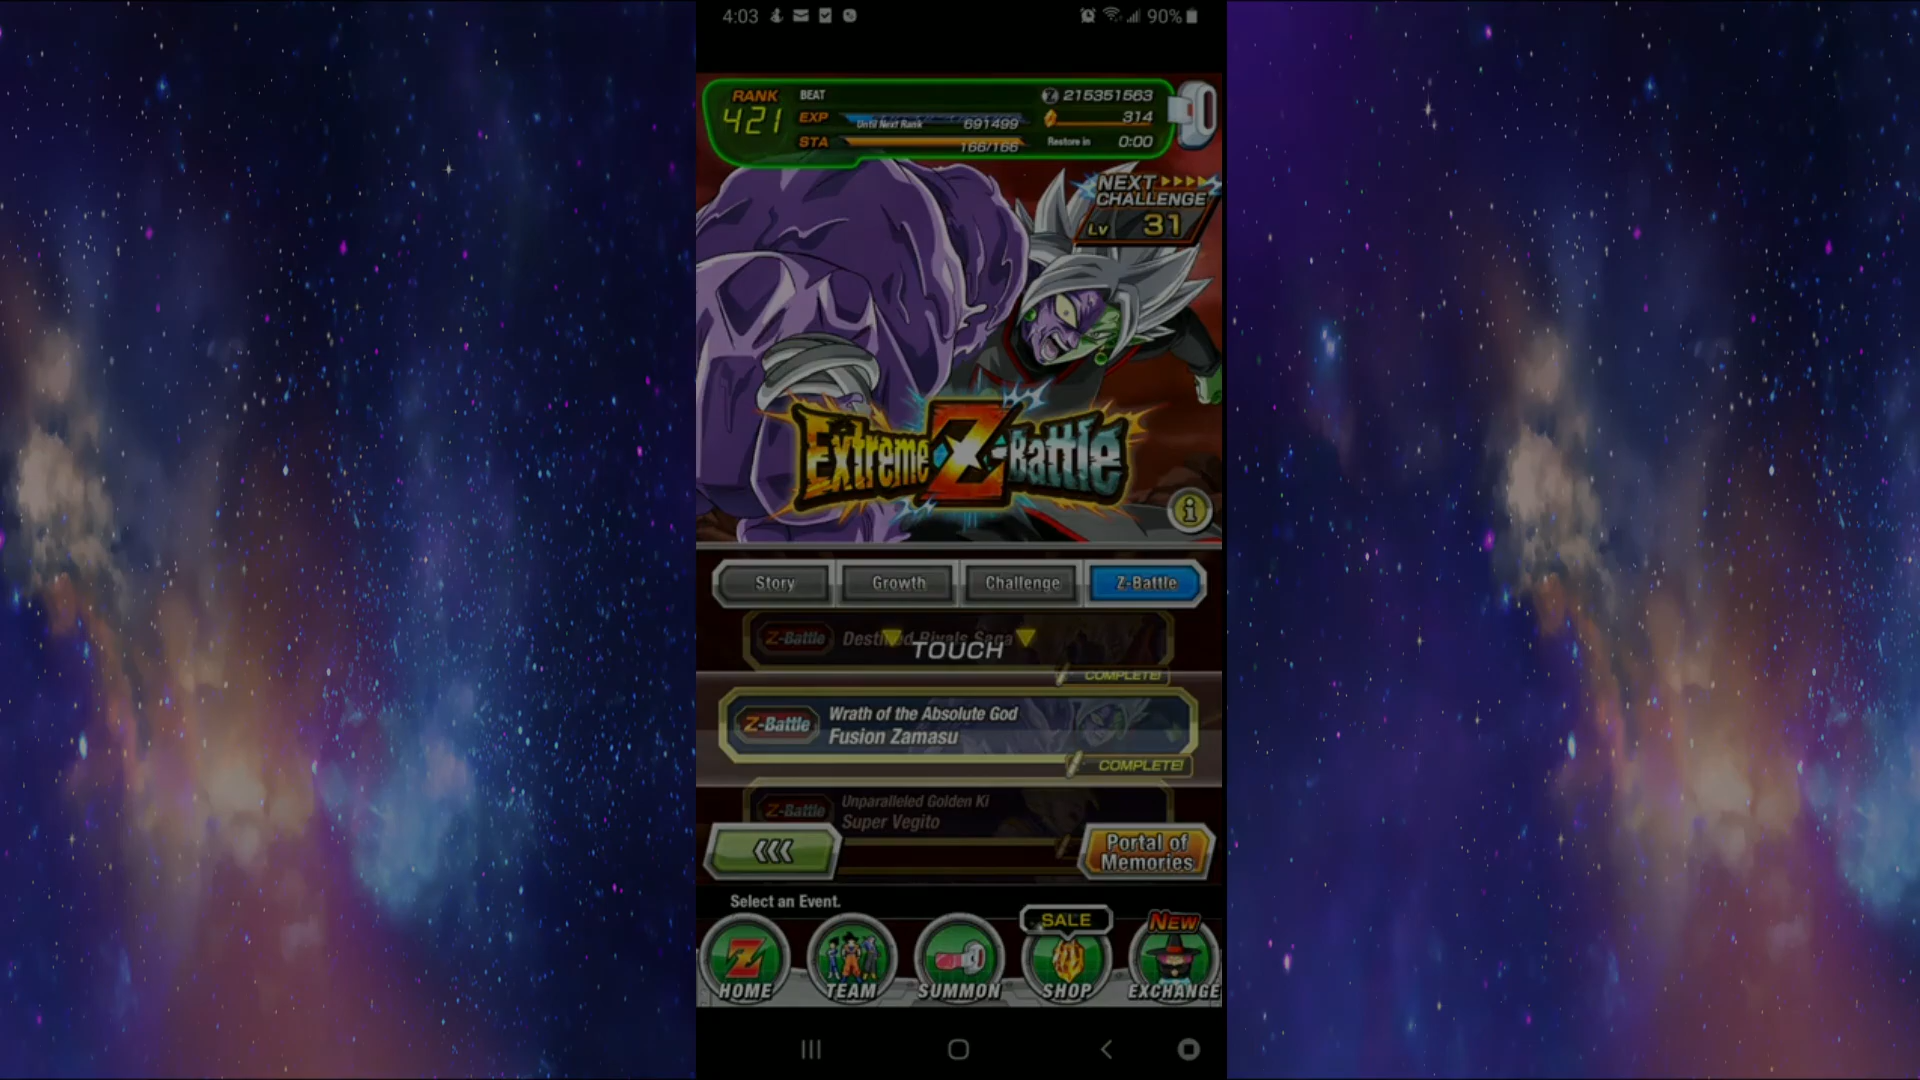 4:03
90%
RANK
421
BEAT
215351563
EXP
Until Next Rank
691499
314
STA
166/166
Restore in
0:00
NEXT
CHALLENGE
Lv 31
Extreme Z-Battle
i
Story
Growth
Challenge
Z-Battle
Z-Battle
Destined Rivals Saga
TOUCH
COMPLETE!
Z-Battle
Wrath of the Absolute God
Fusion Zamasu
COMPLETE!
Z-Battle
Unparalleled Golden Ki
Super Vegito
Portal of
Memories
Select an Event.
SALE
NEW
Z
HOME
TEAM
SUMMON
SHOP
EXCHANGE